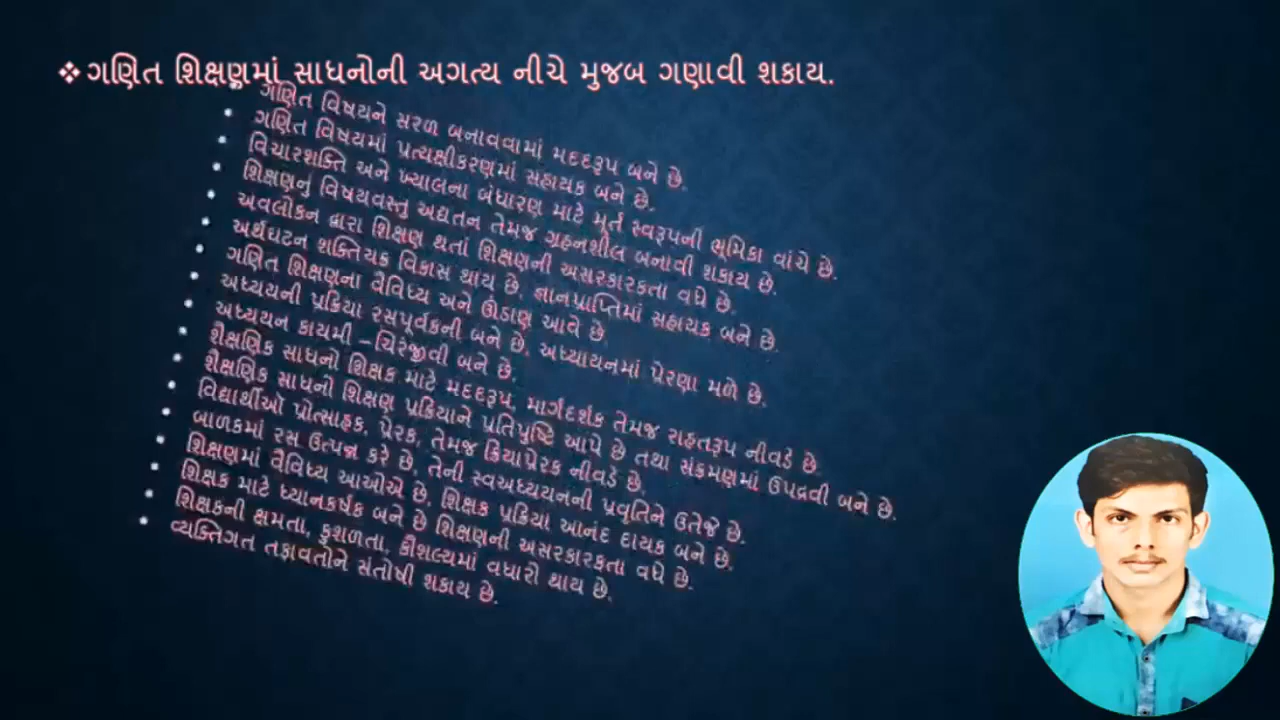 ❖ ગણિત શિક્ષણમાં સાધનોની અગત્ય નીચે મુજબ ગણાવી શકાય.
ગણિત વિષયને સરળ બનાવવામાં મદદરૂપ બને છે.
• ગણિત વિષયમાં પ્રત્યક્ષીકરણમાં સહાયક બને છે.
• વિચારશક્તિ અને ખ્યાલના બંધારણ માટે મૂર્ત સ્વરૂપની ભૂમિકા વાંચે છે.
• શિક્ષણનું વિષયવસ્તુ અદ્યતન તેમજ ગ્રહનશીલ બનાવી શકાય છે.
• અવલોકન દ્વારા શિક્ષણ થતાં શિક્ષણની અસરકારકતા વધે છે.
• અર્થઘટન શક્તિયક વિકાસ થાય છે. જ્ઞાનપ્રાપ્તિમાં સહાયક બને છે.
• ગણિત શિક્ષણના વૈવિધ્ય અને ઊંડાણ આવે છે.
• અધ્યયની પ્રક્રિયા રસપૂર્વકની બને છે. અધ્યાયનમાં પ્રેરણા મળે છે.
• અધ્યયન કાયમી – ચિરંજીવી બને છે.
• શૈક્ષણિક સાધનો શિક્ષક માટે મદદરૂપ, માર્ગદર્શક તેમજ રાહતરૂપ નીવડે છે.
• શૈક્ષણિક સાધનો શિક્ષણ પ્રક્રિયાને પ્રતિપુષ્ટિ આપે છે તથા સંક્રમણમાં ઉપદ્રવી બને છે.
• વિદ્યાર્થીઓ પ્રોત્સાહક, પ્રેરક, તેમજ ક્રિયાપ્રેરક નીવડે છે.
• બાળકમાં રસ ઉત્પન્ન કરે છે, તેની સ્વઅધ્યયનની પ્રવૃતિને ઉતેજે છે.
• શિક્ષણમાં વૈવિધ્ય આઓએ છે, શિક્ષક પ્રક્રિયા આનંદ દાયક બને છે.
• શિક્ષક માટે ધ્યાનકર્ષક બને છે શિક્ષણની અસરકારકતા વધે છે.
• શિક્ષકની ક્ષમતા, કુશળતા, કૌશલ્યમાં વધારો થાય છે.
• વ્યક્તિગત તફાવતોને સંતોષી શકાય છે.